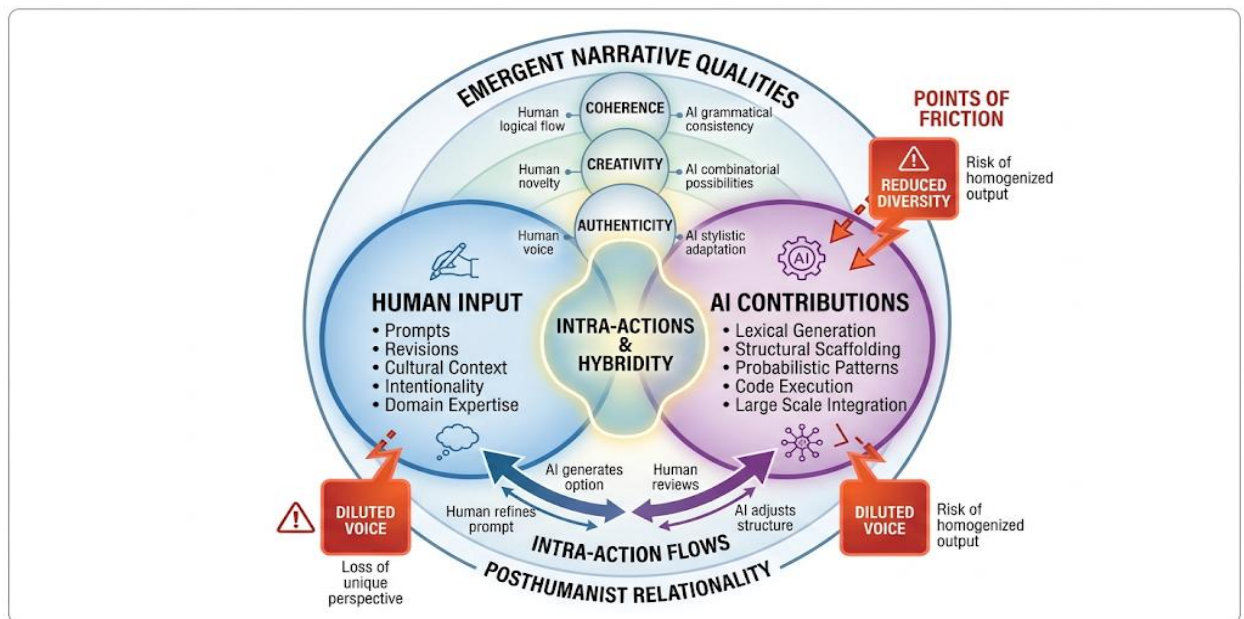 EMERGENT NARRATIVE QUALITIES
COHERENCE
Human
logical flow
AI grammatical
consistency
CREATIVITY
Human
novelty
AI combinatorial
possibilities
AUTHENTICITY
Human
voice
AI stylistic
adaptation
POINTS OF
FRICTION
REDUCED
DIVERSITY
Risk of
homogenized
output
HUMAN INPUT
• Prompts
• Revisions
• Cultural Context
• Intentionality
• Domain Expertise
INTRA-ACTIONS
&
HYBRIDITY
AI
AI CONTRIBUTIONS
• Lexical Generation
• Structural Scaffolding
• Probabilistic Patterns
• Code Execution
• Large Scale Integration
AI generates
option
Human refines
prompt
Human
reviews
AI adjusts
structure
INTRA-ACTION FLOWS
POSTHUMANIST RELATIONALITY
DILUTED
VOICE
Loss of
unique
perspective
DILUTED
VOICE
Risk of
homogenized
output